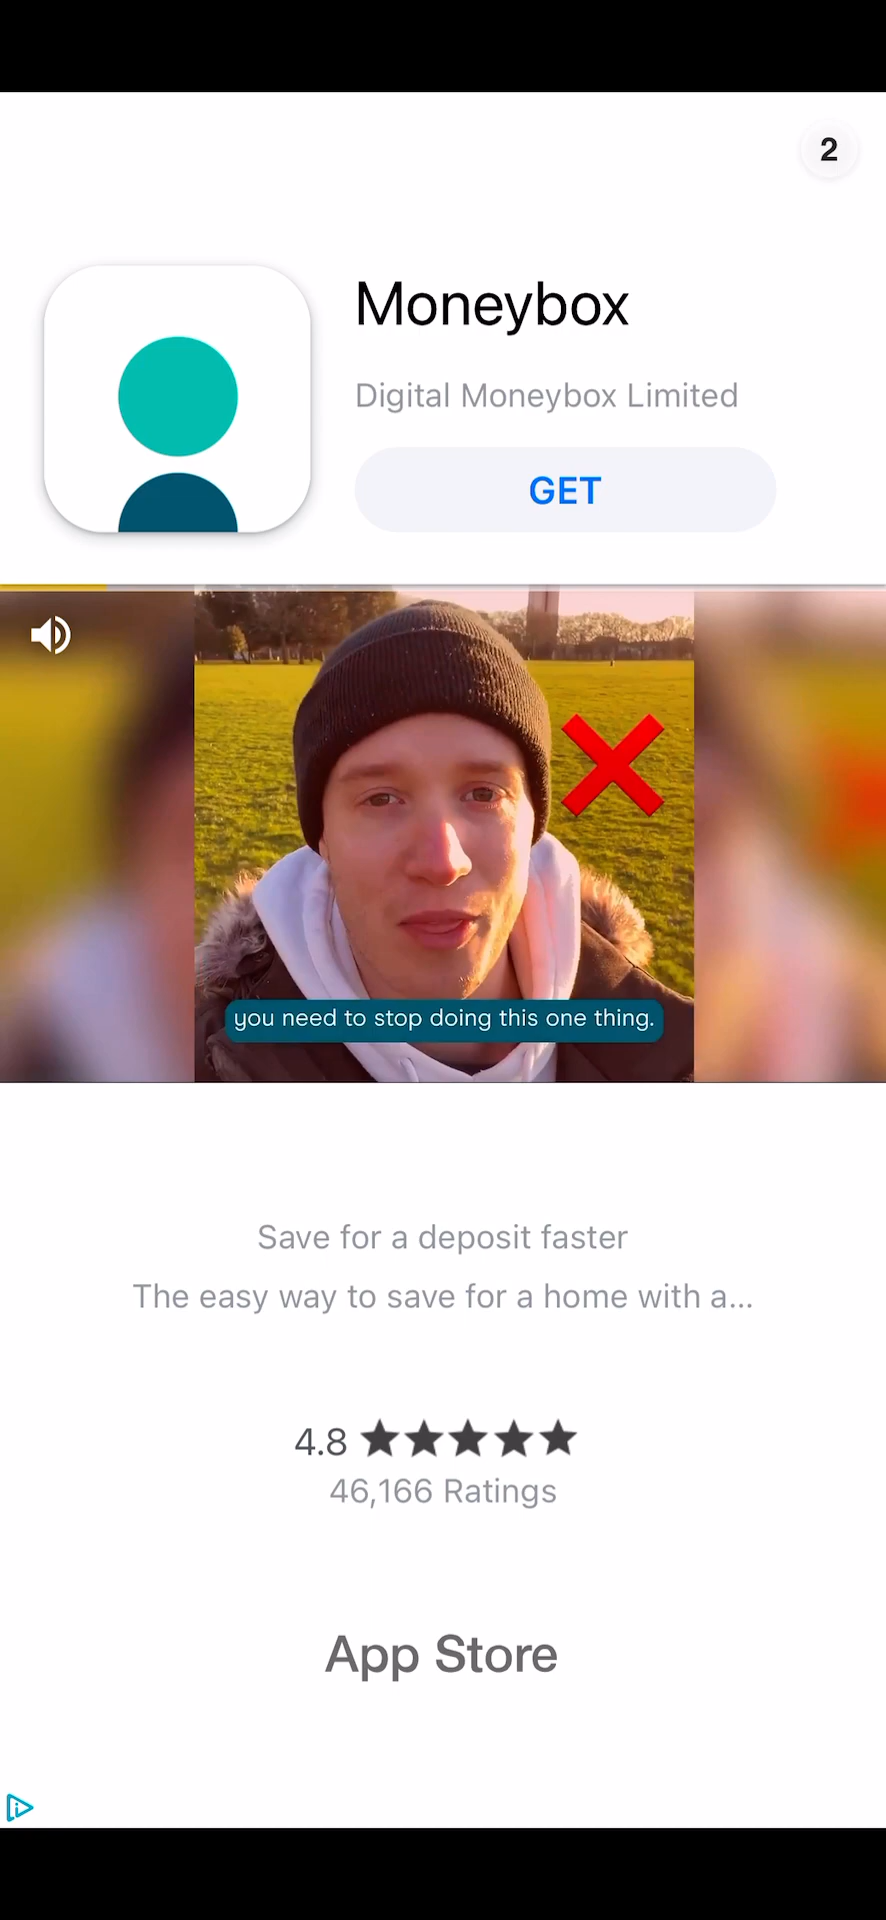 2
Moneybox
Digital Moneybox Limited
GET
you need to stop doing this one thing.
Save for a deposit faster
The easy way to save for a home with a...
4.8
46,166 Ratings
App Store